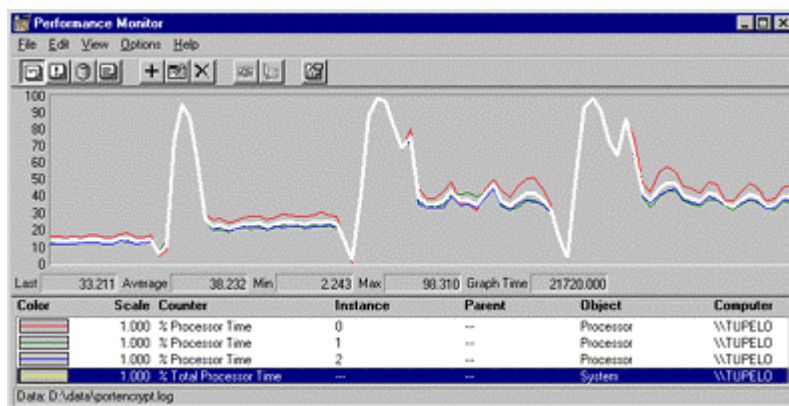 Performance Monitor
File Edit View Options Help
100
90
80
70
60
50
40
30
20
10
0
Last 33.211 Average 38.232 Min 2.243 Max 98.310 Graph Time 21720.000
Color Scale Counter Instance Parent Object Computer
1.000 % Processor Time 0 -- Processor \\TUPELO
1.000 % Processor Time 1 -- Processor \\TUPELO
1.000 % Processor Time 2 -- Processor \\TUPELO
1.000 % Total Processor Time --- --- System \\TUPELO
Data: D:\data\portencrypt.log